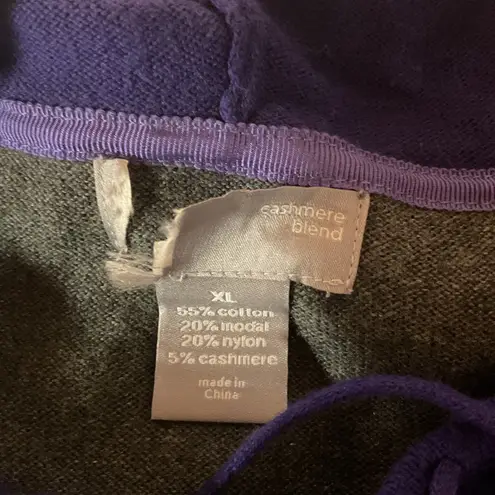 cashmere
blend
XL
55% cotton
20% modal
20% nylon
5% cashmere
made in
China